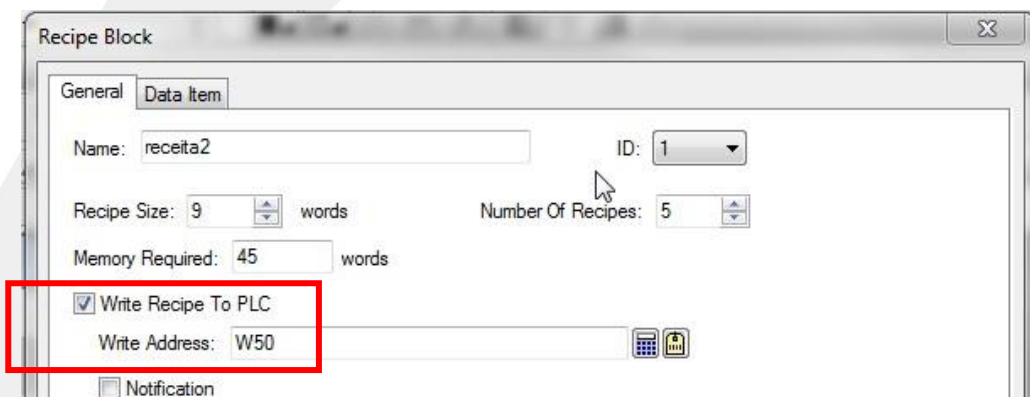 Recipe Block
General Data Item
Name: receita2 ID: 1
Recipe Size: 9 words Number Of Recipes: 5
Memory Required: 45 words
Write Recipe To PLC
Write Address: W50
Notification